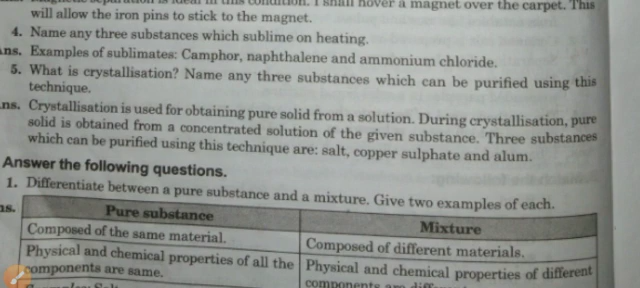 will allow the iron pins to stick to the magnet.
4. Name any three substances which sublime on heating.
ns. Examples of sublimates: Camphor, naphthalene and ammonium chloride.
5. What is crystallisation? Name any three substances which can be purified using this
technique.
ns. Crystallisation is used for obtaining pure solid from a solution. During crystallisation, pure
solid is obtained from a concentrated solution of the given substance. Three substances
which can be purified using this technique are: salt, copper sulphate and alum.
Answer the following questions.
1. Differentiate between a pure substance and a mixture. Give two examples of each.
ns.
Pure substance
Mixture
Composed of the same material.
Composed of different materials.
Physical and chemical properties of all the
components are same.
Physical and chemical properties of different
components are